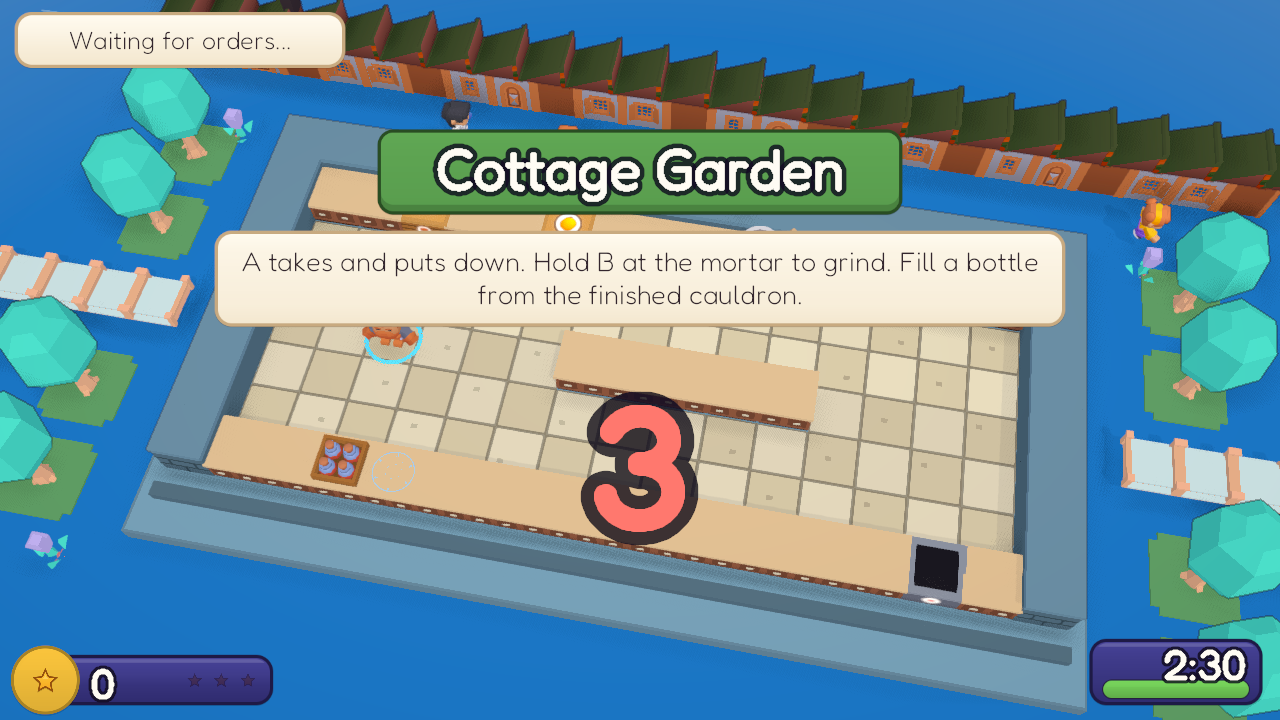 Waiting for orders...
Cottage Garden
A takes and puts down. Hold B at the mortar to grind. Fill a bottle
from the finished cauldron.
3
0
2:30